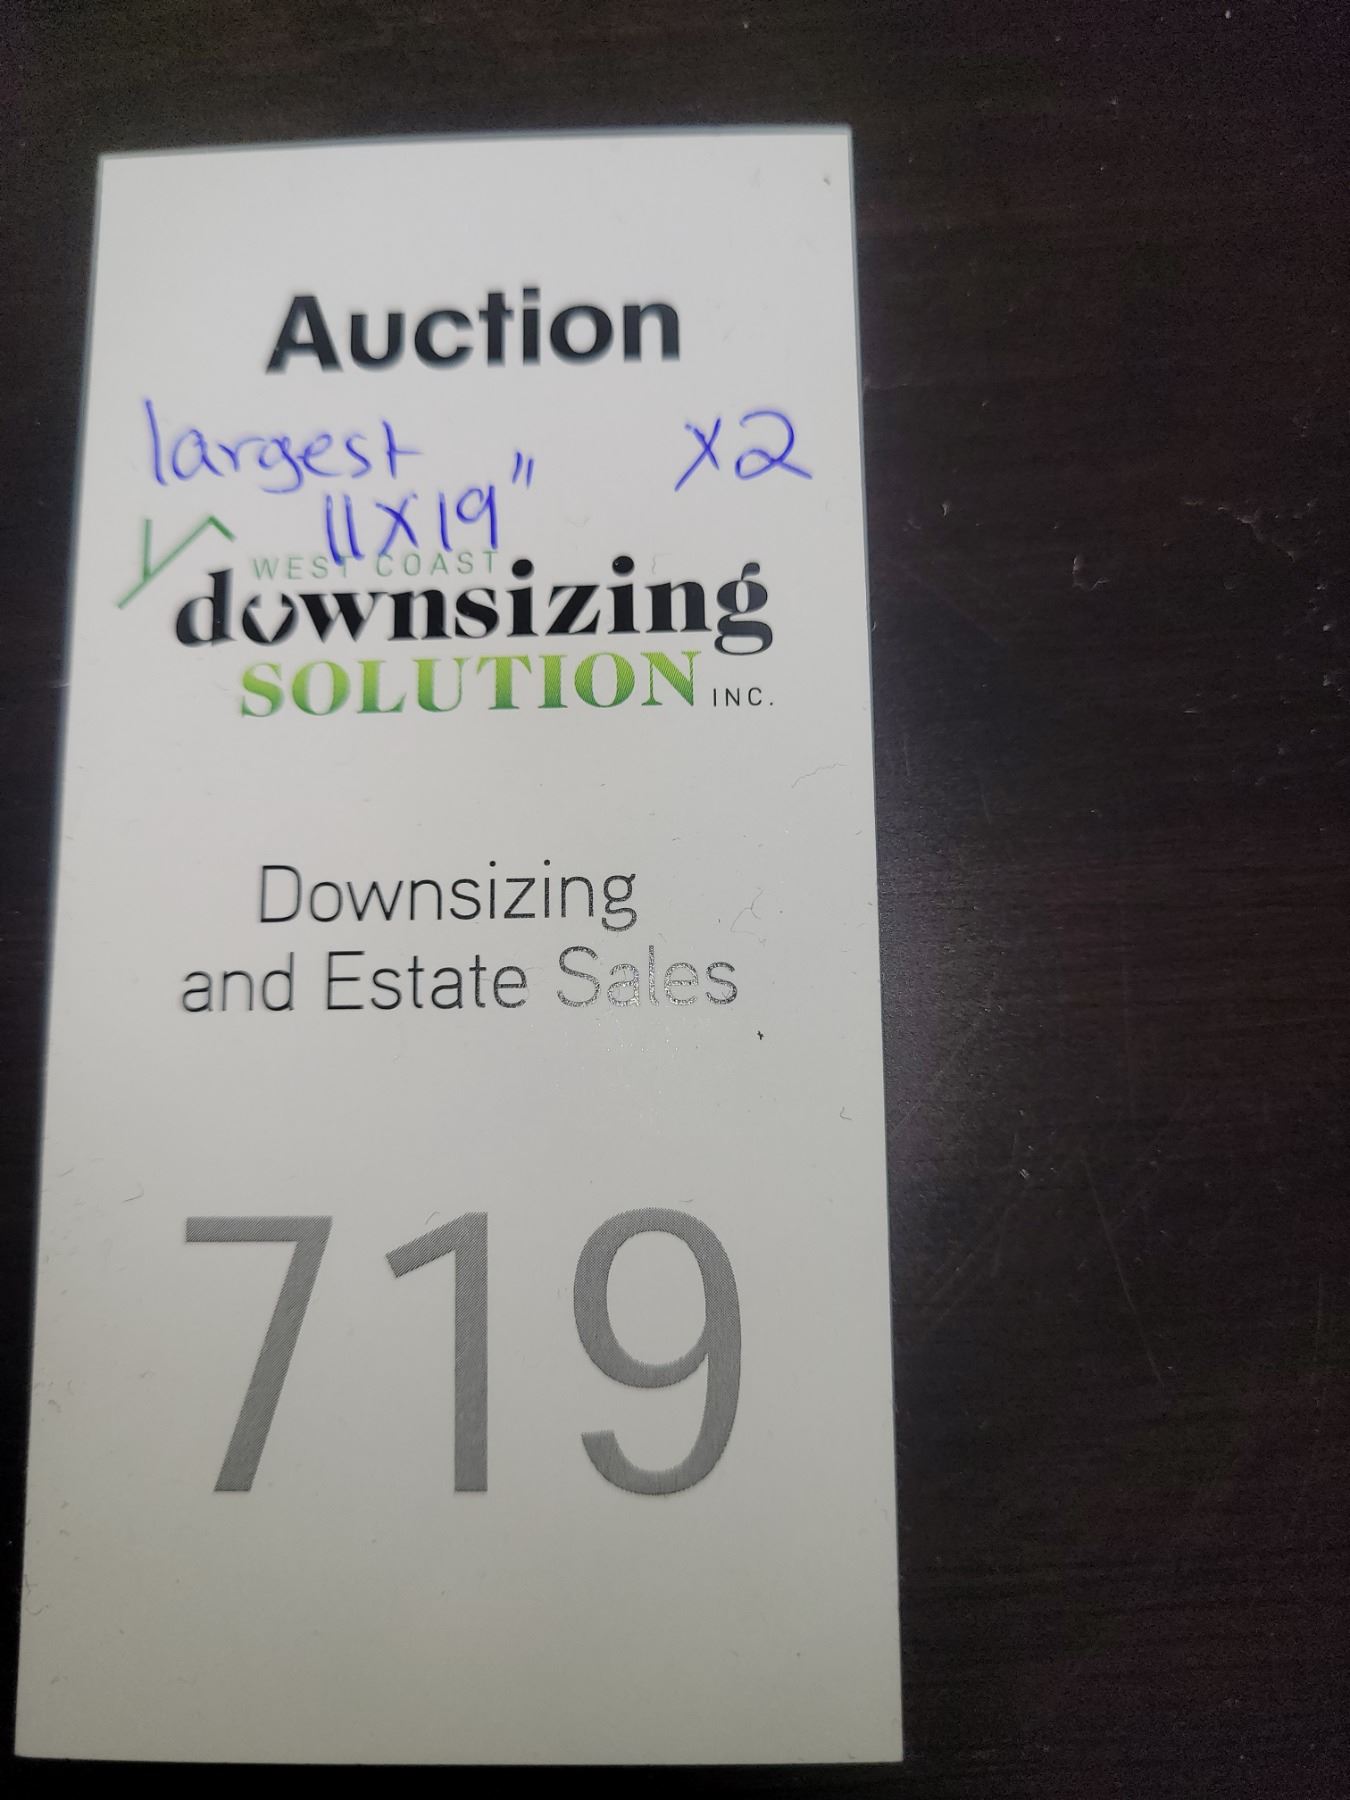 Auction
largest x2
11x19"
WEST COAST
downsizing
SOLUTION INC.
Downsizing
and Estate Sales
719